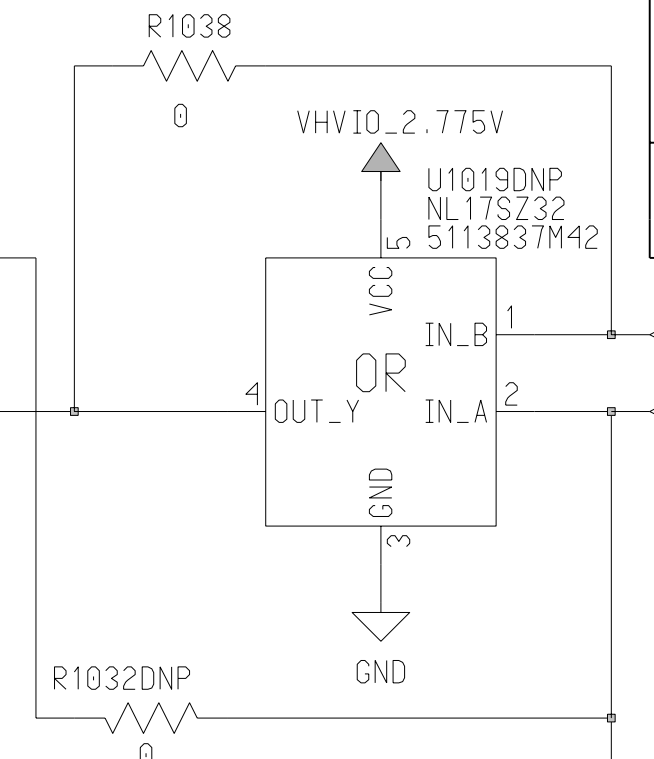 R1038
0
VHVIO_2.775V
U1019DNP
NL17SZ32
5113837M42
5
VCC
1
IN_B
OR
4
2
OUT_Y
IN_A
GND
3
GND
R1032DNP
0